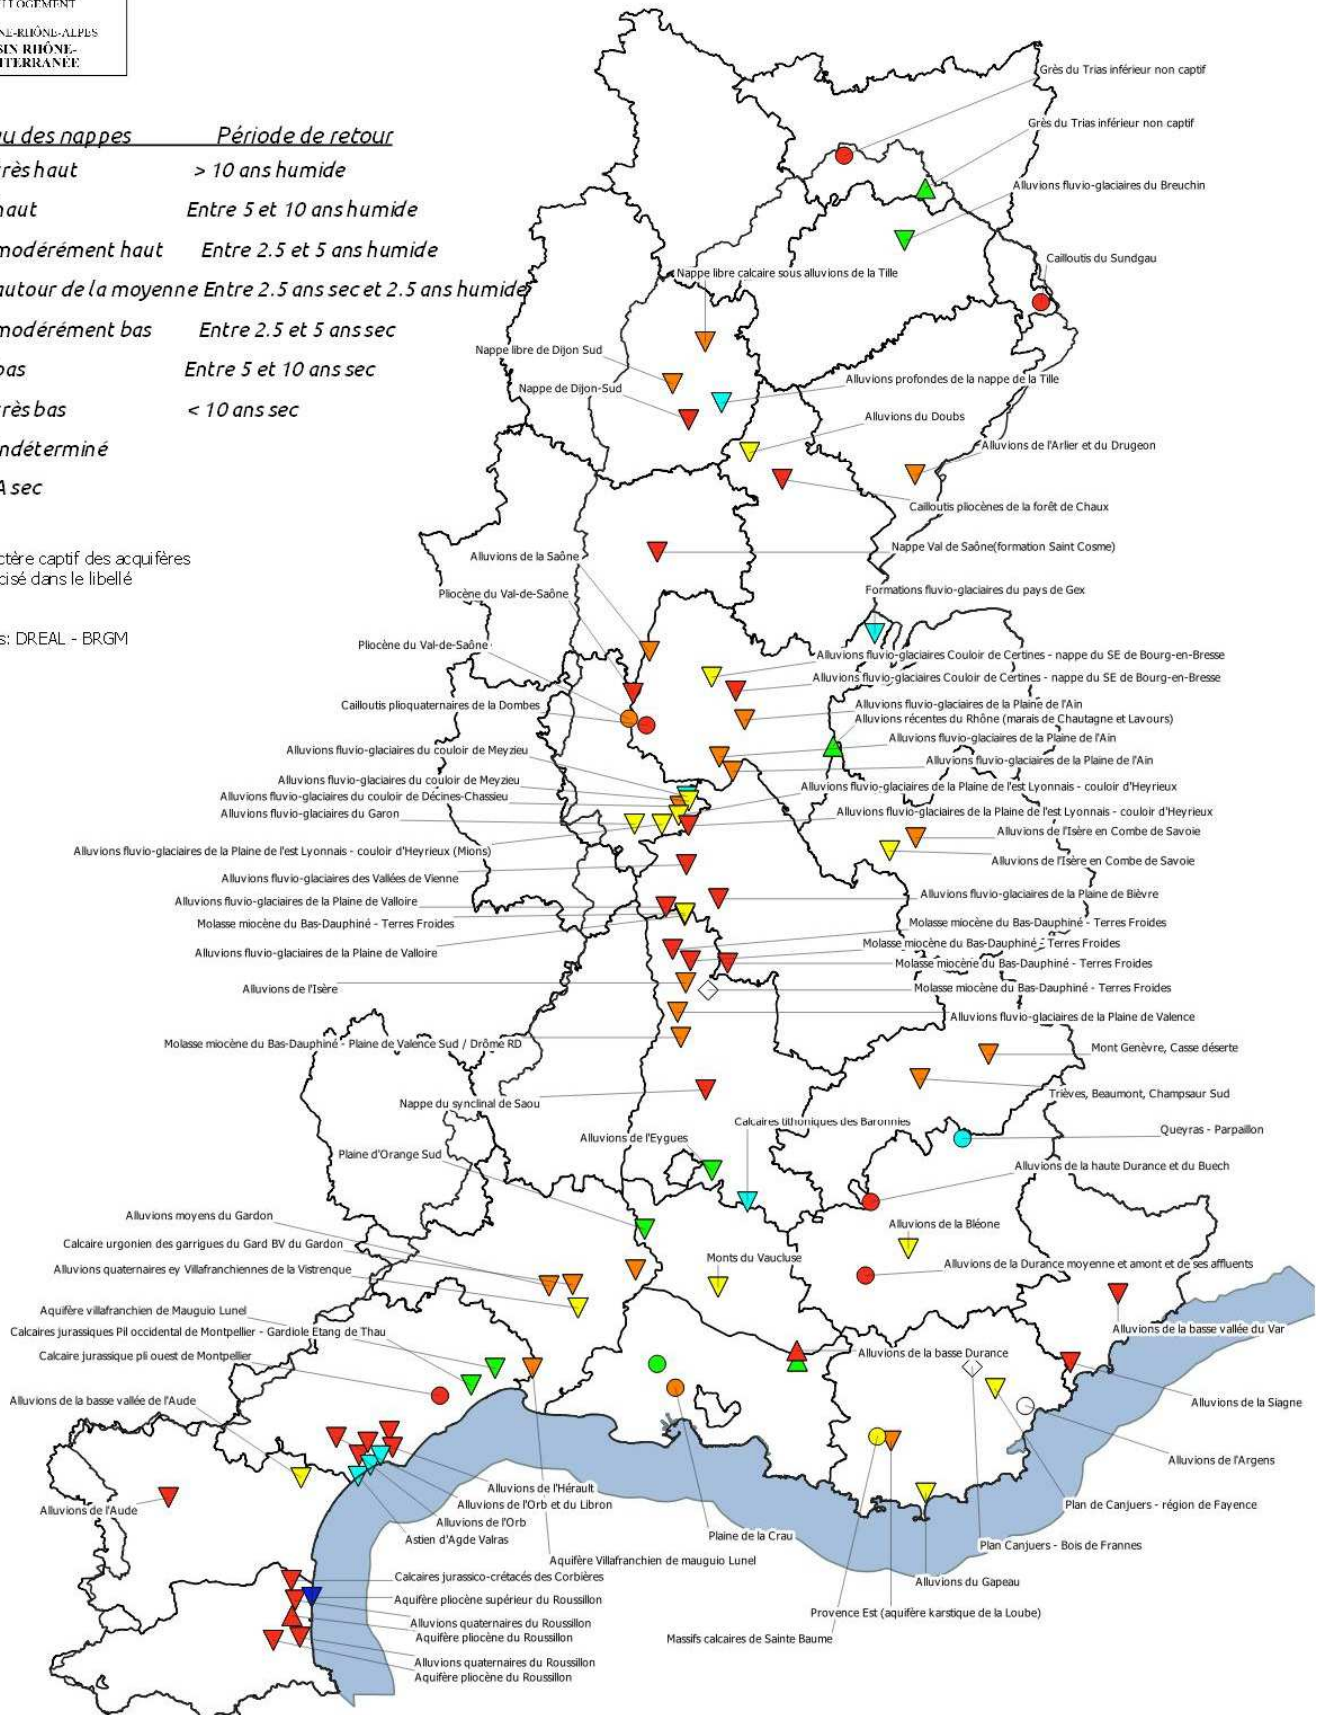 NE-RHÔNE-ALPES
SIN RHÔNE-
ITERRANÉE
u des nappes Période de retour
rès haut > 10 ans humide
haut Entre 5 et 10 ans humide
modérément haut Entre 2.5 et 5 ans humide
autour de la moyenne Entre 2.5 ans sec et 2.5 ans humide
modérément bas Entre 2.5 et 5 ans sec
bas Entre 5 et 10 ans sec
rès bas < 10 ans sec
ndéterminé
A sec
ctère captif des acquifères
cisé dans le libellé
s: DREAL - BRGM
Grès du Trias inférieur non captif
Grès du Trias inférieur non captif
Alluvions fluvio-glaciaires du Breuchin
Cailloutis du Sundgau
Nappe libre calcaire sous alluvions de la Tille
Nappe libre de Dijon Sud
Nappe de Dijon-Sud
Alluvions profondes de la nappe de la Tille
Alluvions du Doubs
Alluvions de l'Arlier et du Drugeon
Cailloutis pliocènes de la forêt de Chaux
Nappe Val de Saône(formation Saint Cosme)
Alluvions de la Saône
Formations fluvio-glaciaires du pays de Gex
Pliocène du Val-de-Saône
Pliocène du Val-de-Saône
Alluvions fluvio-glaciaires Couloir de Certines - nappe du SE de Bourg-en-Bresse
Alluvions fluvio-glaciaires Couloir de Certines - nappe du SE de Bourg-en-Bresse
Cailloutis plioquaternaires de la Dombes
Alluvions fluvio-glaciaires de la Plaine de l'Ain
Alluvions récentes du Rhône (marais de Chautagne et Lavours)
Alluvions fluvio-glaciaires de la Plaine de l'Ain
Alluvions fluvio-glaciaires du couloir de Meyzieu
Alluvions fluvio-glaciaires de la Plaine de l'Ain
Alluvions fluvio-glaciaires du couloir de Meyzieu
Alluvions fluvio-glaciaires de la Plaine de l'est Lyonnais - couloir d'Heyrieux
Alluvions fluvio-glaciaires du couloir de Décines-Chassieu
Alluvions fluvio-glaciaires du Garon
Alluvions fluvio-glaciaires de la Plaine de l'est Lyonnais - couloir d'Heyrieux
Alluvions de l'Isère en Combe de Savoie
Alluvions fluvio-glaciaires de la Plaine de l'est Lyonnais - couloir d'Heyrieux (Mions)
Alluvions de l'Isère en Combe de Savoie
Alluvions fluvio-glaciaires des Vallées de Vienne
Alluvions fluvio-glaciaires de la Plaine de Bièvre
Alluvions fluvio-glaciaires de la Plaine de Valloire
Molasse miocène du Bas-Dauphiné - Terres Froides
Molasse miocène du Bas-Dauphiné - Terres Froides
Molasse miocène du Bas-Dauphiné - Terres Froides
Alluvions fluvio-glaciaires de la Plaine de Valloire
Molasse miocène du Bas-Dauphiné - Terres Froides
Alluvions de l'Isère
Molasse miocène du Bas-Dauphiné - Terres Froides
Alluvions fluvio-glaciaires de la Plaine de Valence
Molasse miocène du Bas-Dauphiné - Plaine de Valence Sud / Drôme RD
Mont Genèvre, Casse déserte
Trièves, Beaumont, Champsaur Sud
Nappe du synclinal de Saou
Calcaires tithoniques des Baronnies
Queyras - Parpaillon
Alluvions de l'Eygues
Plaine d'Orange Sud
Alluvions de la haute Durance et du Buech
Alluvions moyens du Gardon
Alluvions de la Bléone
Calcaire urgonien des garrigues du Gard BV du Gardon
Monts du Vaucluse
Alluvions quaternaires ey Villafranchiennes de la Vistrenque
Alluvions de la Durance moyenne et amont et de ses affluents
Aquifère villafranchien de Mauguio Lunel
Calcaires jurassiques Pil occidental de Montpellier - Gardiole Etang de Thau
Alluvions de la basse vallée du Var
Calcaire jurassique pli ouest de Montpellier
Alluvions de la basse Durance
Alluvions de la basse vallée de l'Aude
Alluvions de la Siagne
Alluvions de l'Argens
Alluvions de l'Hérault
Alluvions de l'Orb et du Libron
Plan de Canjuers - région de Fayence
Alluvions de l'Aude
Alluvions de l'Orb
Astien d'Agde Valras
Plaine de la Crau
Plan Canjuers - Bois de Frannes
Aquifère Villafranchien de mauguio Lunel
Calcaires jurassico-crétacés des Corbières
Alluvions du Gapeau
Aquifère pliocène supérieur du Roussillon
Provence Est (aquifère karstique de la Loube)
Alluvions quaternaires du Roussillon
Aquifère pliocène du Roussillon
Massifs calcaires de Sainte Baume
Alluvions quaternaires du Roussillon
Aquifère pliocène du Roussillon